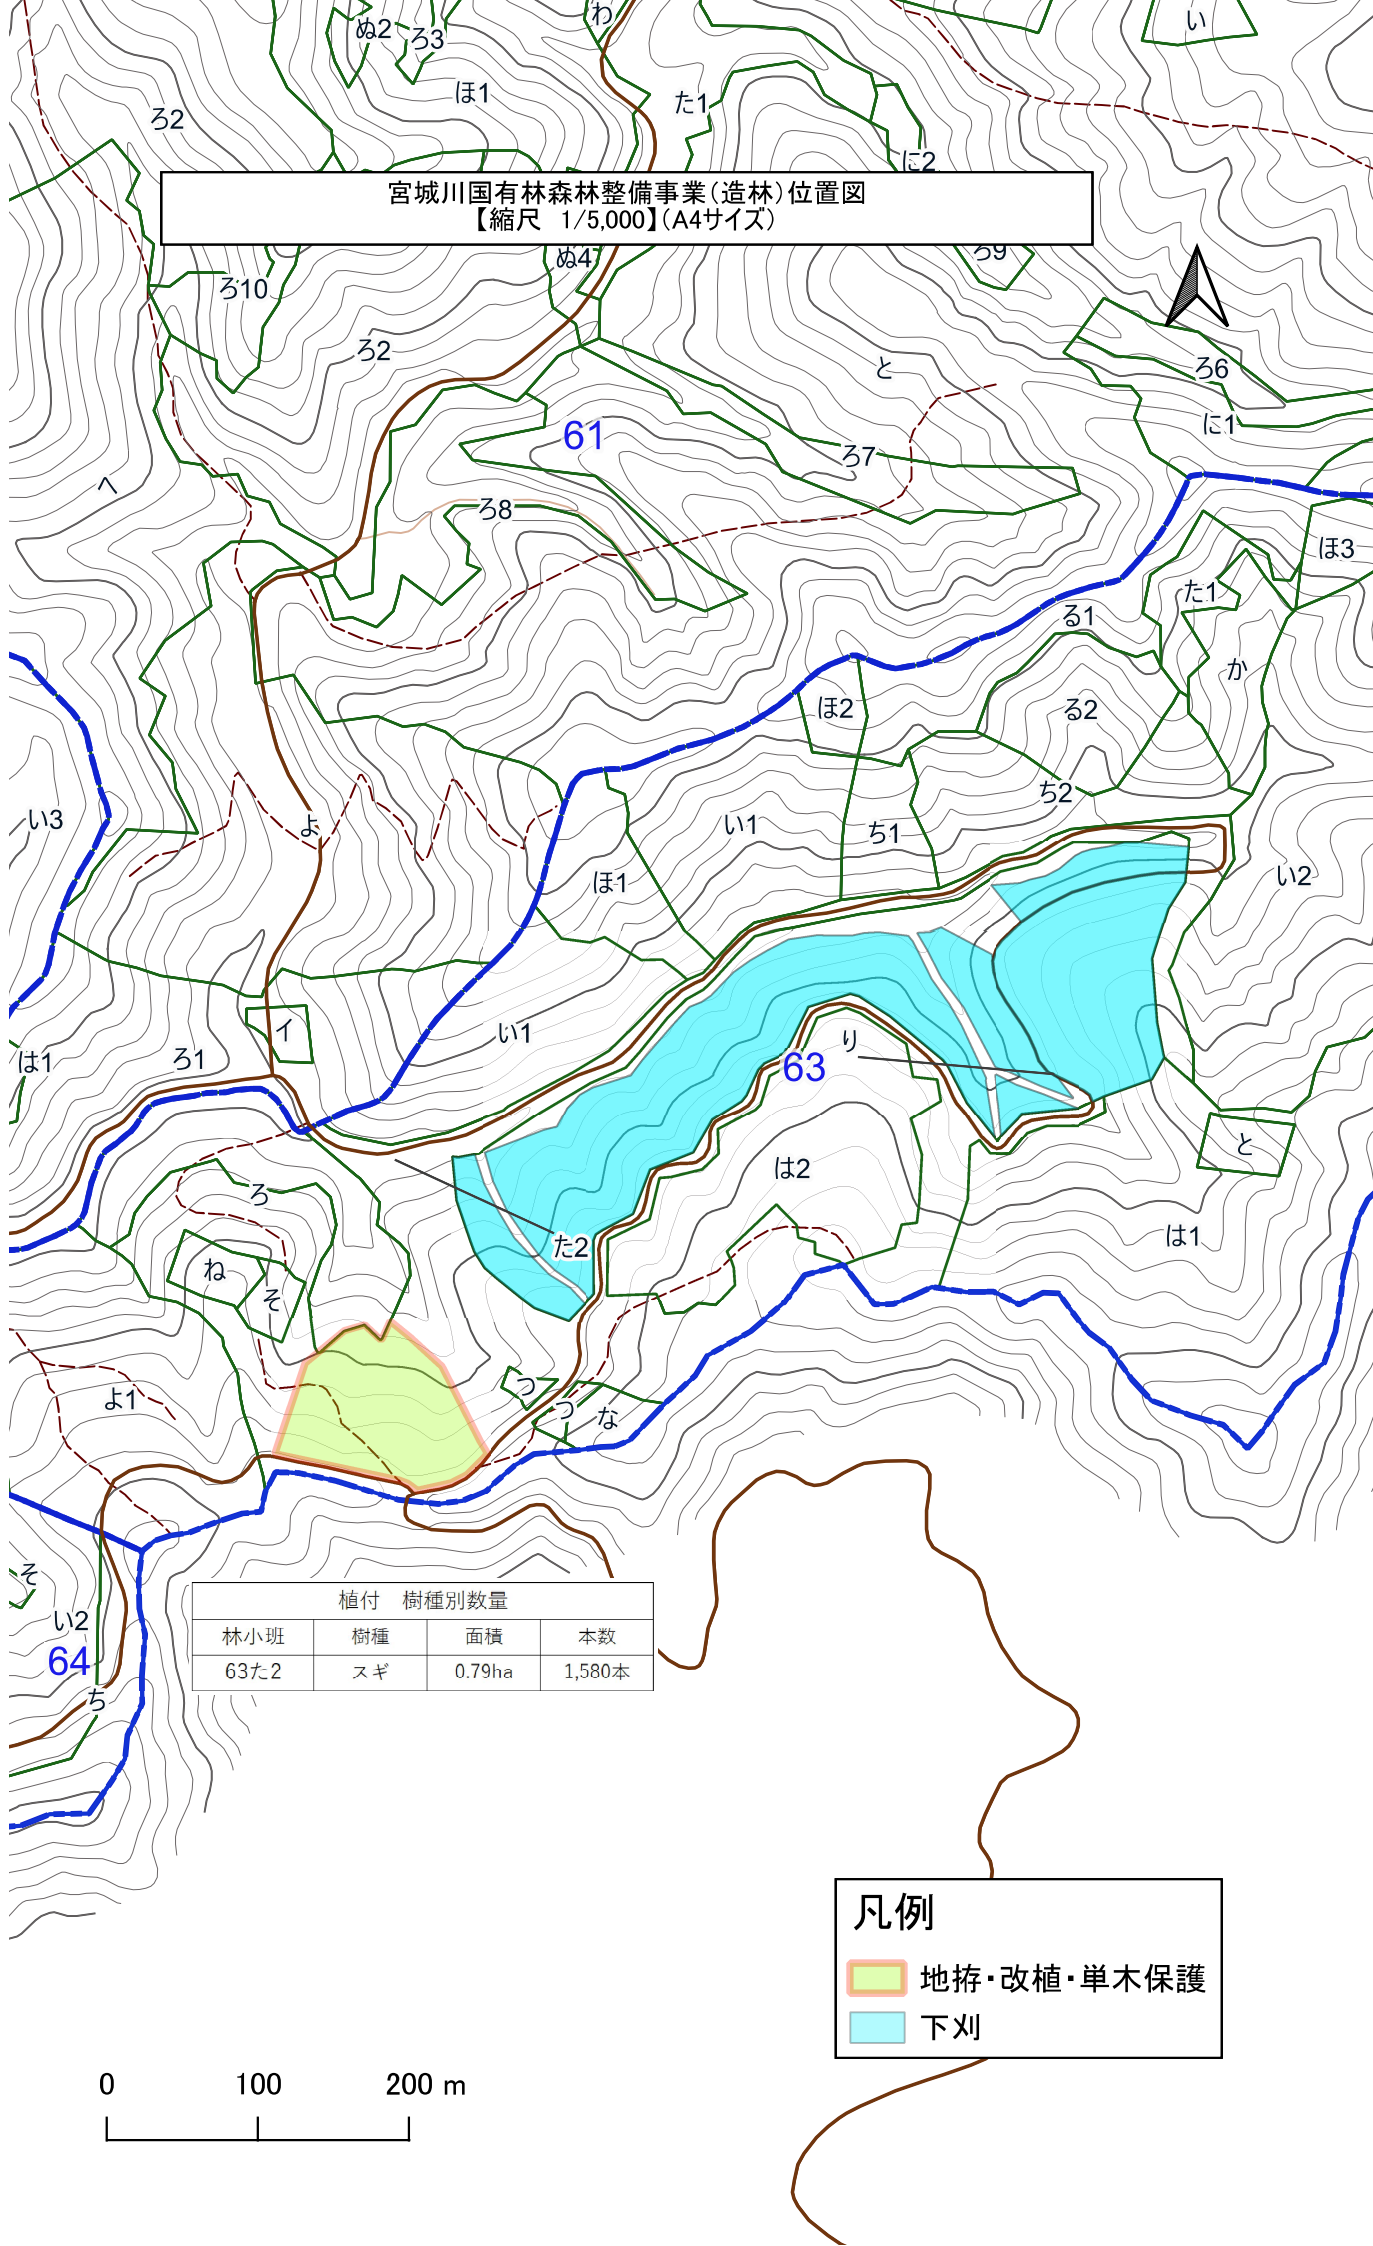 わ
い
ぬ2
ろ3
ほ1
た1
ろ2
に2
宮城川国有林森林整備事業(造林)位置図
【縮尺　1/5,000】(A4サイズ)
ろ9
ぬ4
ろ10
ろ2
と
ろ6
に1
61
ろ7
へ
ろ8
ほ3
た1
る1
か
ほ2
る2
ち2
い3
よ
い1
ち1
ほ1
い2
イ
い1
り
は1
ろ1
63
と
は2
ろ
は1
た2
ね
そ
つ
よ1
つ
な
そ
い2
64
ち
植付　樹種別数量
林小班 樹種 面積 本数
63た2 スギ 0.79ha 1,580本
凡例
地拵・改植・単木保護
下刈
0 100 200 m